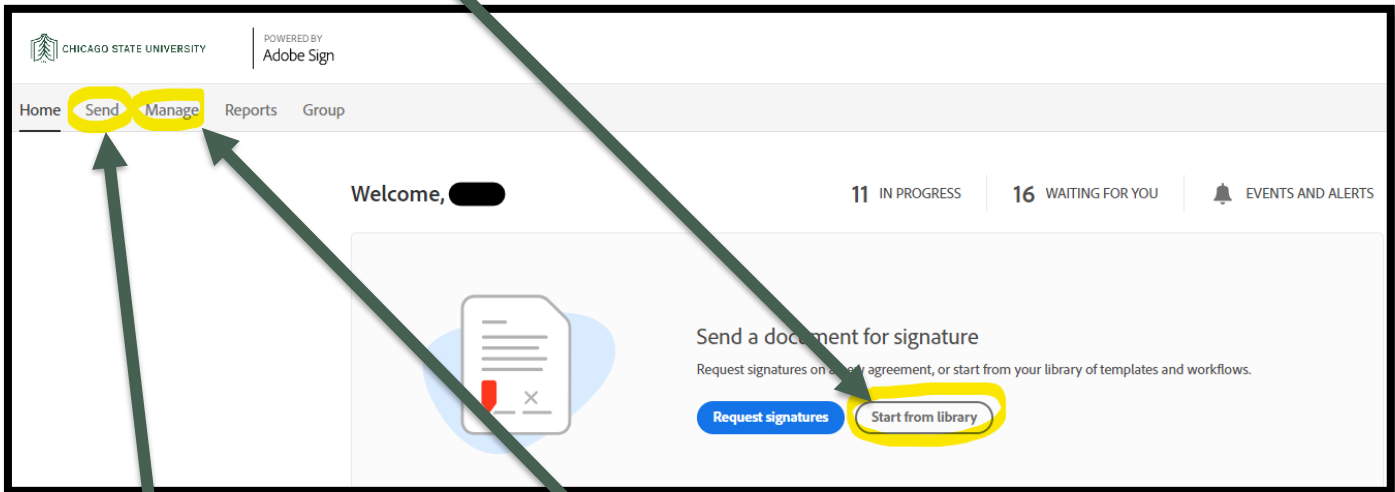 CHICAGO STATE UNIVERSITY
POWERED BY
Adobe Sign
Home Send Manage Reports Group
Welcome,
11 IN PROGRESS 16 WAITING FOR YOU EVENTS AND ALERTS
Send a document for signature
Request signatures on a new agreement, or start from your library of templates and workflows.
Request signatures Start from library